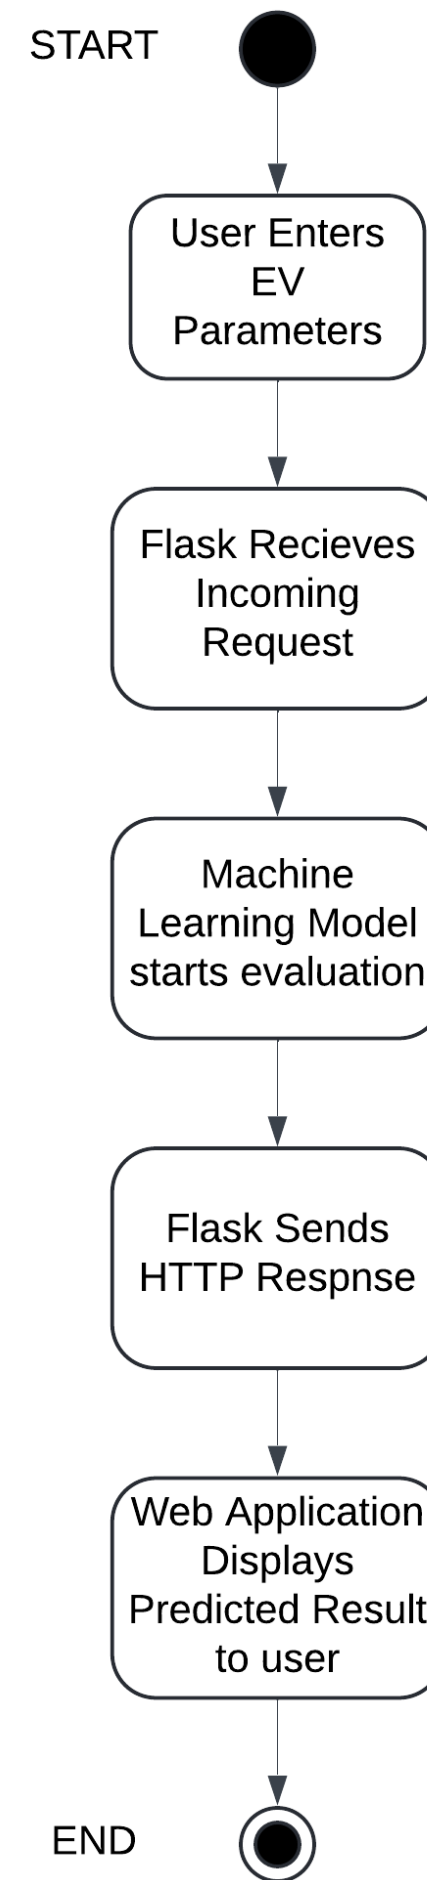 START
User Enters
EV
Parameters
Flask Recieves
Incoming
Request
Machine
Learning Model
starts evaluation
Flask Sends
HTTP Respnse
Web Application
Displays
Predicted Result
to user
END